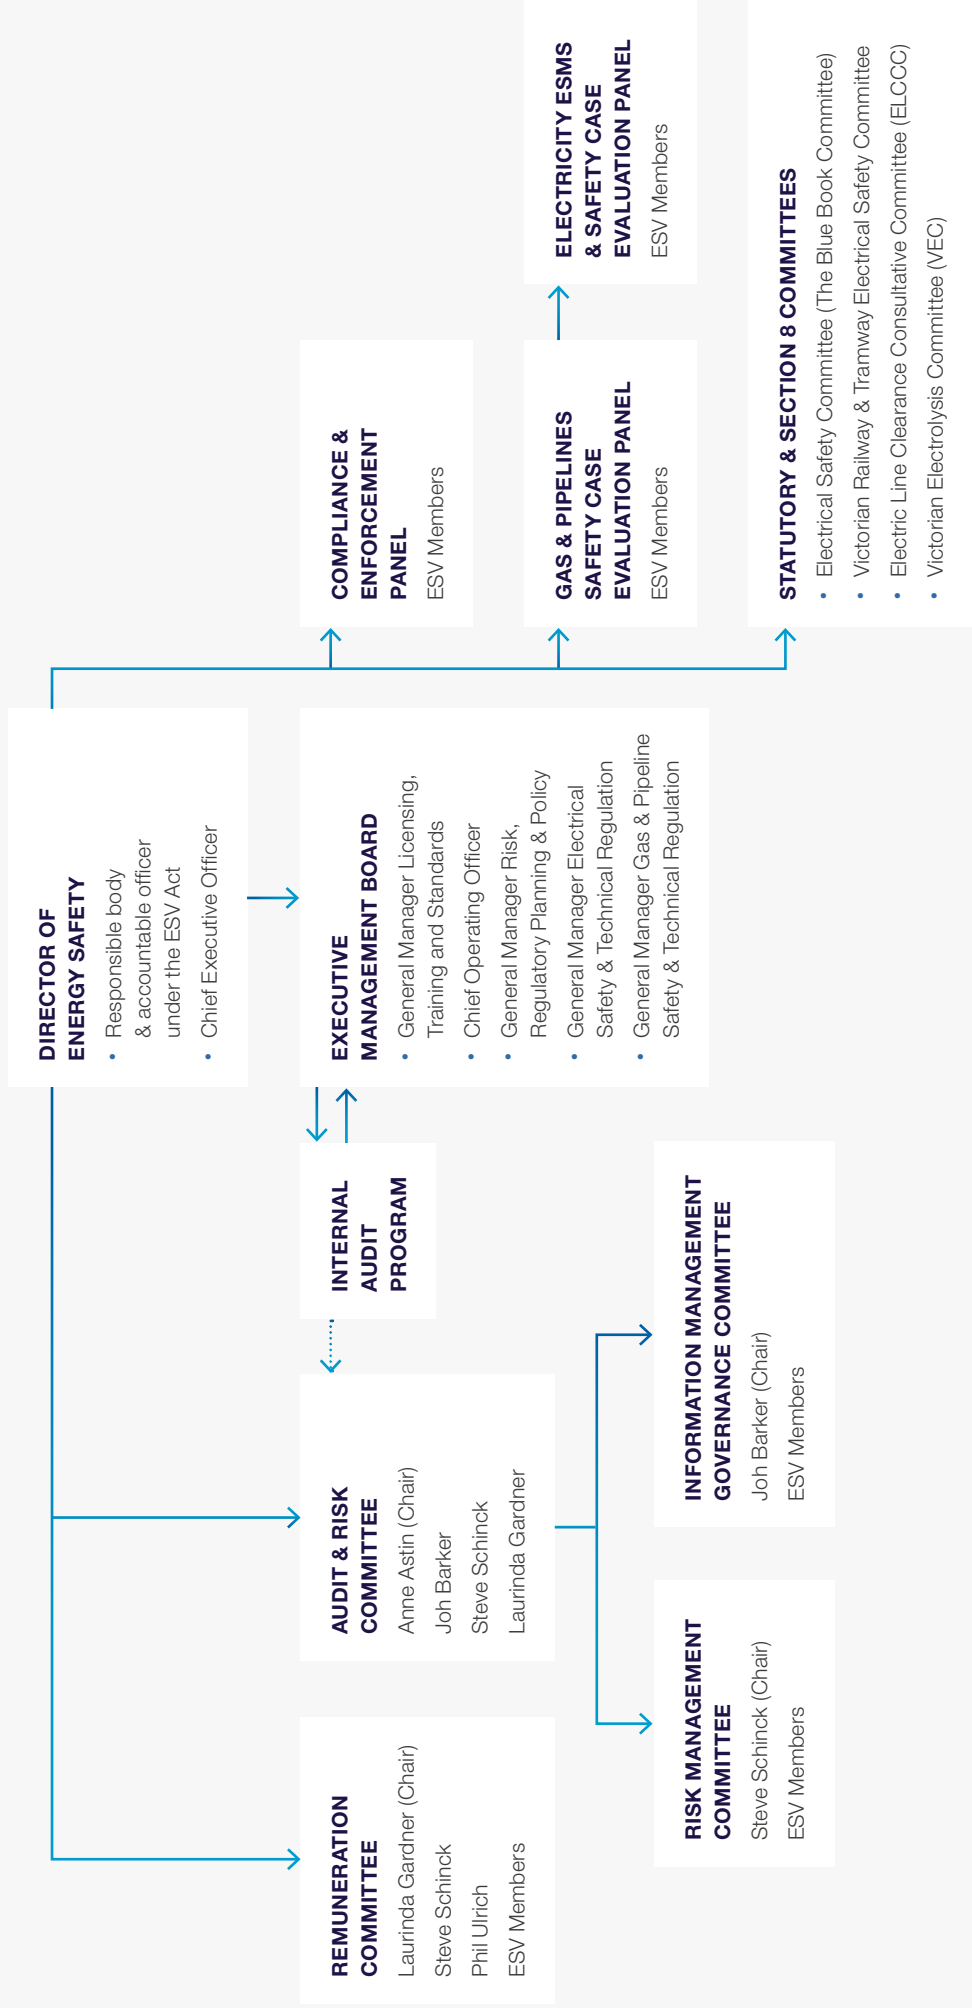 DIRECTOR OF
ENERGY SAFETY
• Responsible body
& accountable officer
under the ESV Act
• Chief Executive Officer
REMUNERATION
COMMITTEE
Laurinda Gardner (Chair)
Steve Schinck
Phil Ulrich
ESV Members
AUDIT & RISK
COMMITTEE
Anne Astin (Chair)
Joh Barker
Steve Schinck
Laurinda Gardner
INTERNAL
AUDIT
PROGRAM
EXECUTIVE
MANAGEMENT BOARD
• General Manager Licensing,
Training and Standards
• Chief Operating Officer
• General Manager Risk,
Regulatory Planning & Policy
• General Manager Electrical
Safety & Technical Regulation
• General Manager Gas & Pipeline
Safety & Technical Regulation
COMPLIANCE &
ENFORCEMENT
PANEL
ESV Members
GAS & PIPELINES
SAFETY CASE
EVALUATION PANEL
ESV Members
ELECTRICITY ESMS
& SAFETY CASE
EVALUATION PANEL
ESV Members
RISK MANAGEMENT
COMMITTEE
Steve Schinck (Chair)
ESV Members
INFORMATION MANAGEMENT
GOVERNANCE COMMITTEE
Joh Barker (Chair)
ESV Members
STATUTORY & SECTION 8 COMMITTEES
• Electrical Safety Committee (The Blue Book Committee)
• Victorian Railway & Tramway Electrical Safety Committee
• Electric Line Clearance Consultative Committee (ELCCC)
• Victorian Electrolysis Committee (VEC)